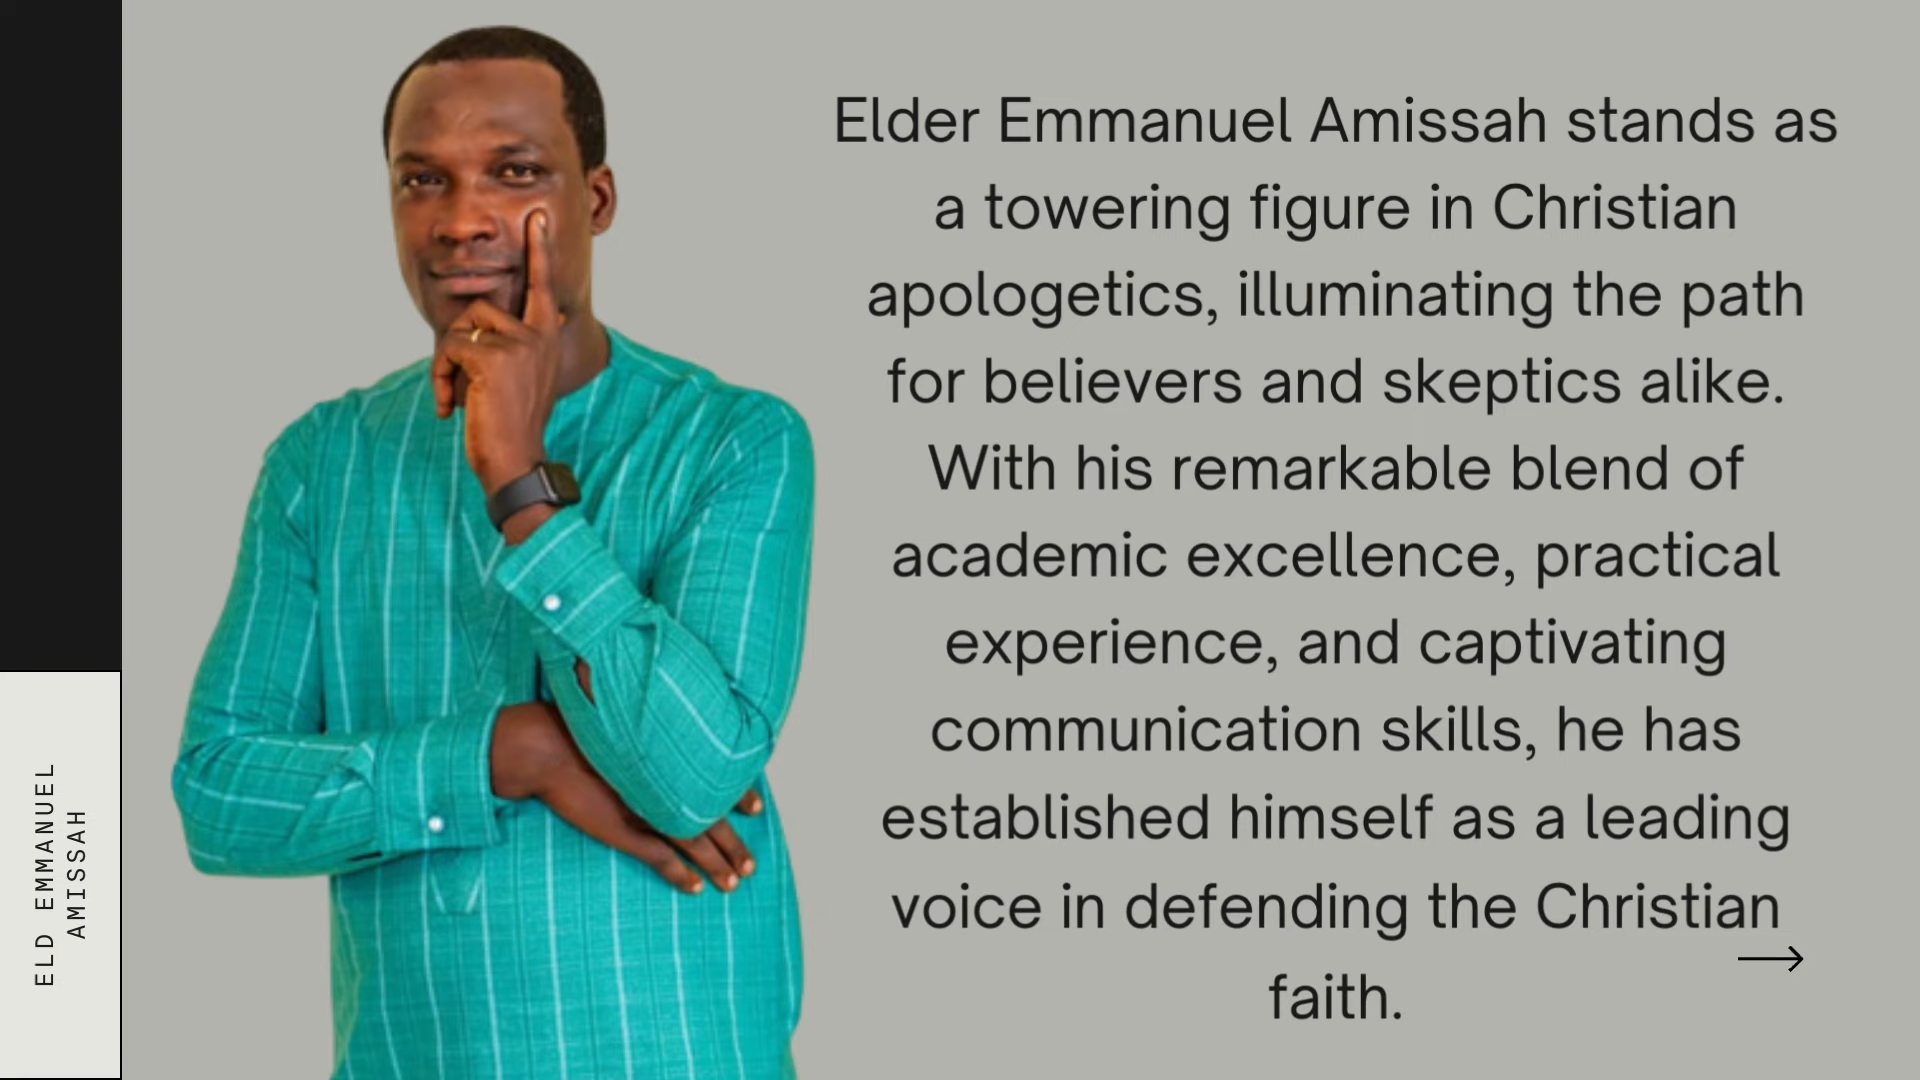 Elder Emmanuel Amissah stands as
a towering figure in Christian
apologetics, illuminating the path
for believers and skeptics alike.
With his remarkable blend of
academic excellence, practical
experience, and captivating
communication skills, he has
established himself as a leading
voice in defending the Christian
faith.
ELD EMMANUEL
AMISSAH